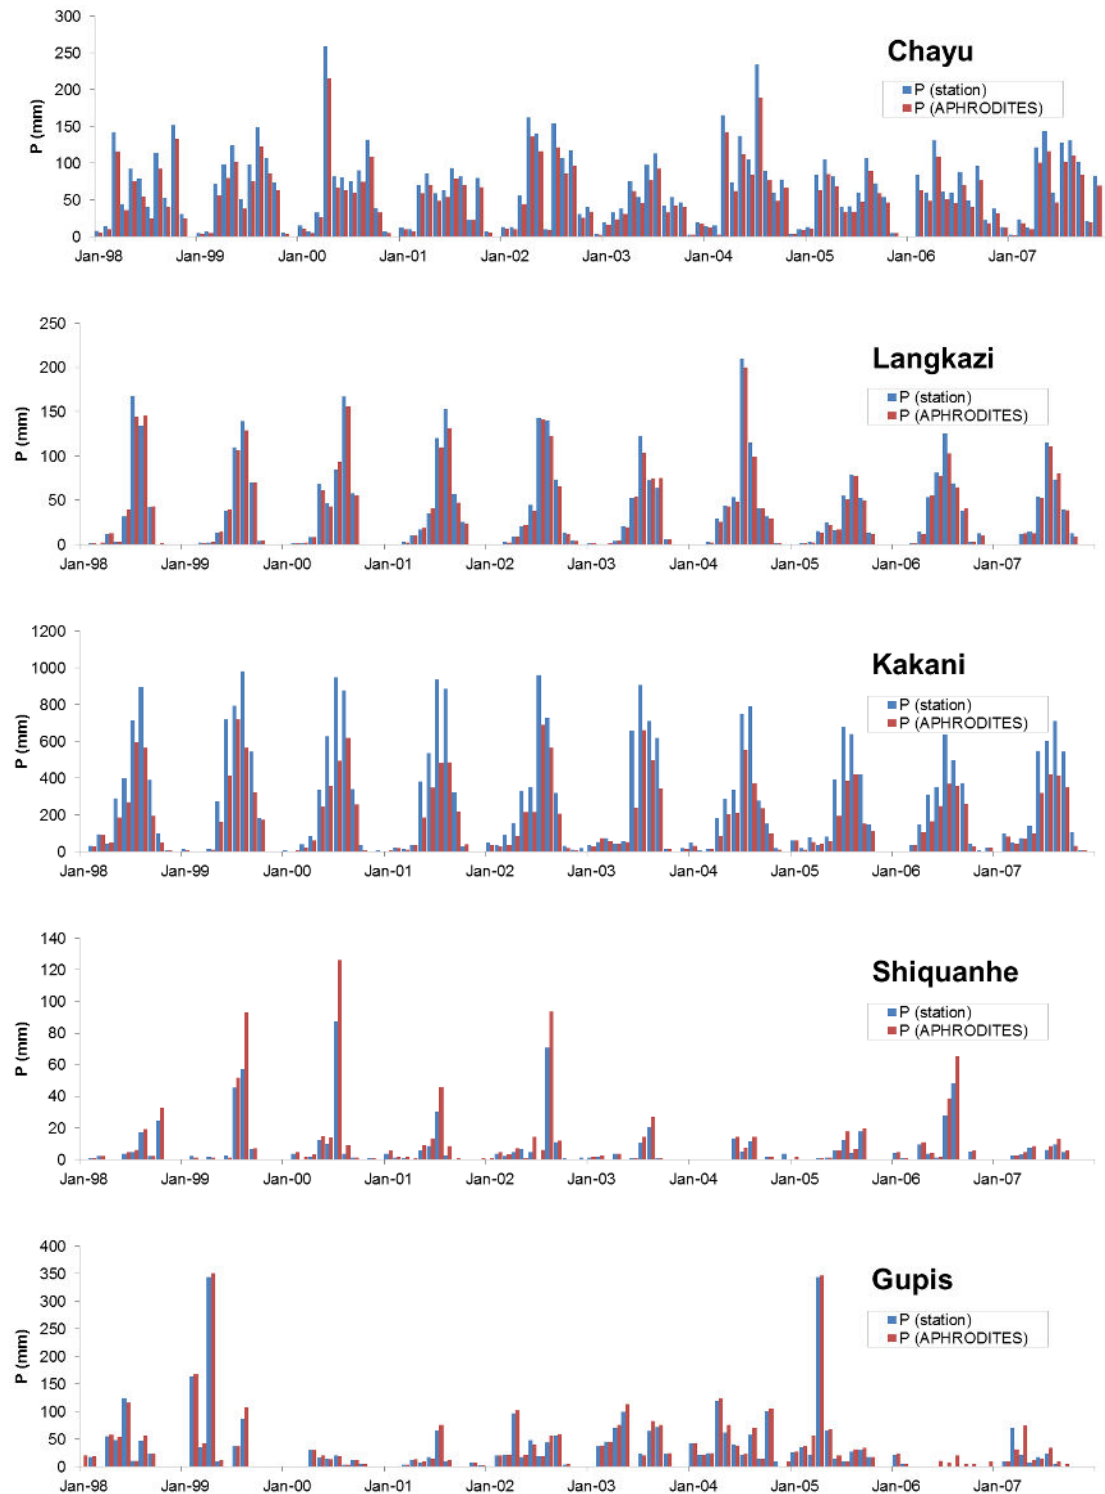 Chayu
P (station)
P (APHRODITES)
P (mm)
300
250
200
150
100
50
0
Jan-98 Jan-99 Jan-00 Jan-01 Jan-02 Jan-03 Jan-04 Jan-05 Jan-06 Jan-07
Langkazi
P (station)
P (APHRODITES)
P (mm)
250
200
150
100
50
0
Jan-98 Jan-99 Jan-00 Jan-01 Jan-02 Jan-03 Jan-04 Jan-05 Jan-06 Jan-07
Kakani
P (station)
P (APHRODITES)
P (mm)
1200
1000
800
600
400
200
0
Jan-98 Jan-99 Jan-00 Jan-01 Jan-02 Jan-03 Jan-04 Jan-05 Jan-06 Jan-07
Shiquanhe
P (station)
P (APHRODITES)
P (mm)
140
120
100
80
60
40
20
0
Jan-98 Jan-99 Jan-00 Jan-01 Jan-02 Jan-03 Jan-04 Jan-05 Jan-06 Jan-07
Gupis
P (station)
P (APHRODITES)
P (mm)
400
350
300
250
200
150
100
50
0
Jan-98 Jan-99 Jan-00 Jan-01 Jan-02 Jan-03 Jan-04 Jan-05 Jan-06 Jan-07